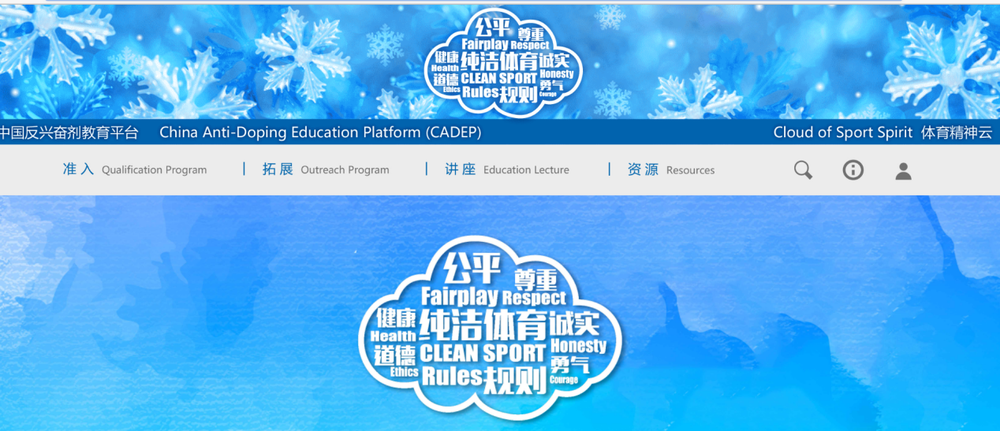 公平 尊重
Fairplay Respect
健康 纯洁体育 诚实
Health CLEAN SPORT Honesty
道德 勇气
Ethics Rules 规则 Courage
中国反兴奋剂教育平台 China Anti-Doping Education Platform (CADEP) Cloud of Sport Spirit 体育精神云
准入 Qualification Program | 拓展 Outreach Program | 讲座 Education Lecture | 资源 Resources
公平 尊重
Fairplay Respect
健康 纯洁体育 诚实
Health CLEAN SPORT Honesty
道德 勇气
Ethics Rules 规则 Courage